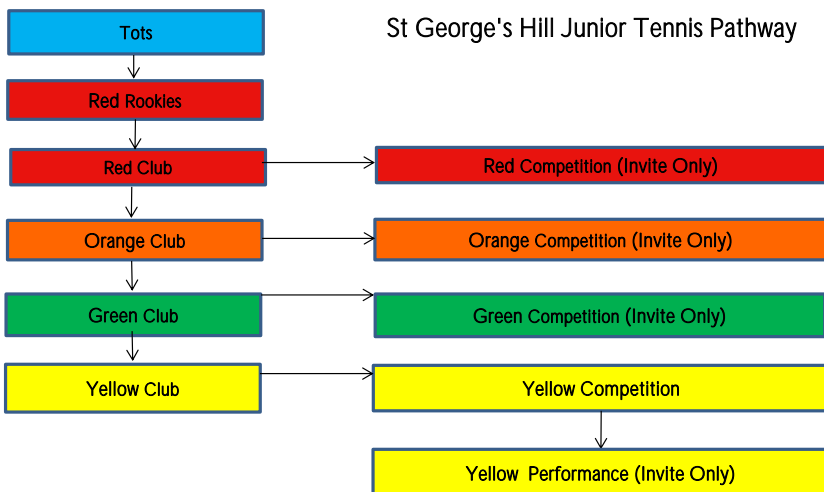 St George's Hill Junior Tennis Pathway
Tots
Red Rookies
Red Club
Red Competition (Invite Only)
Orange Club
Orange Competition (Invite Only)
Green Club
Green Competition (Invite Only)
Yellow Club
Yellow Competition
Yellow Performance (Invite Only)